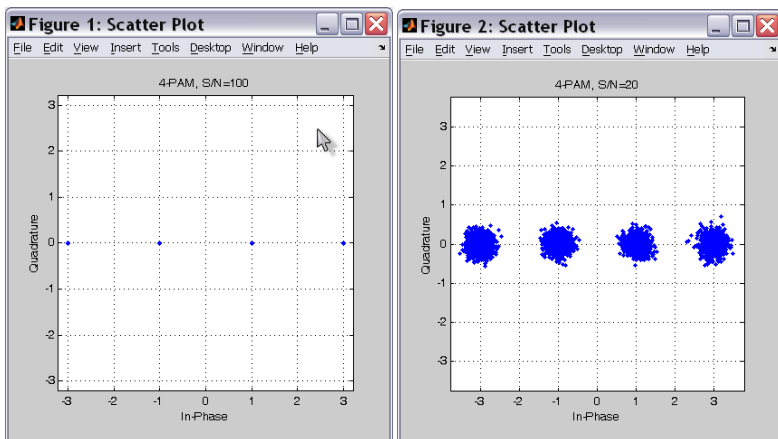 Figure 1: Scatter Plot
File Edit View Insert Tools Desktop Window Help
4-PAM, S/N=100
3
2
1
0
-1
-2
-3
Quadrature
-3 -2 -1 0 1 2 3
In-Phase
Figure 2: Scatter Plot
File Edit View Insert Tools Desktop Window Help
4-PAM, S/N=20
3
2
1
0
-1
-2
-3
Quadrature
-3 -2 -1 0 1 2 3
In-Phase